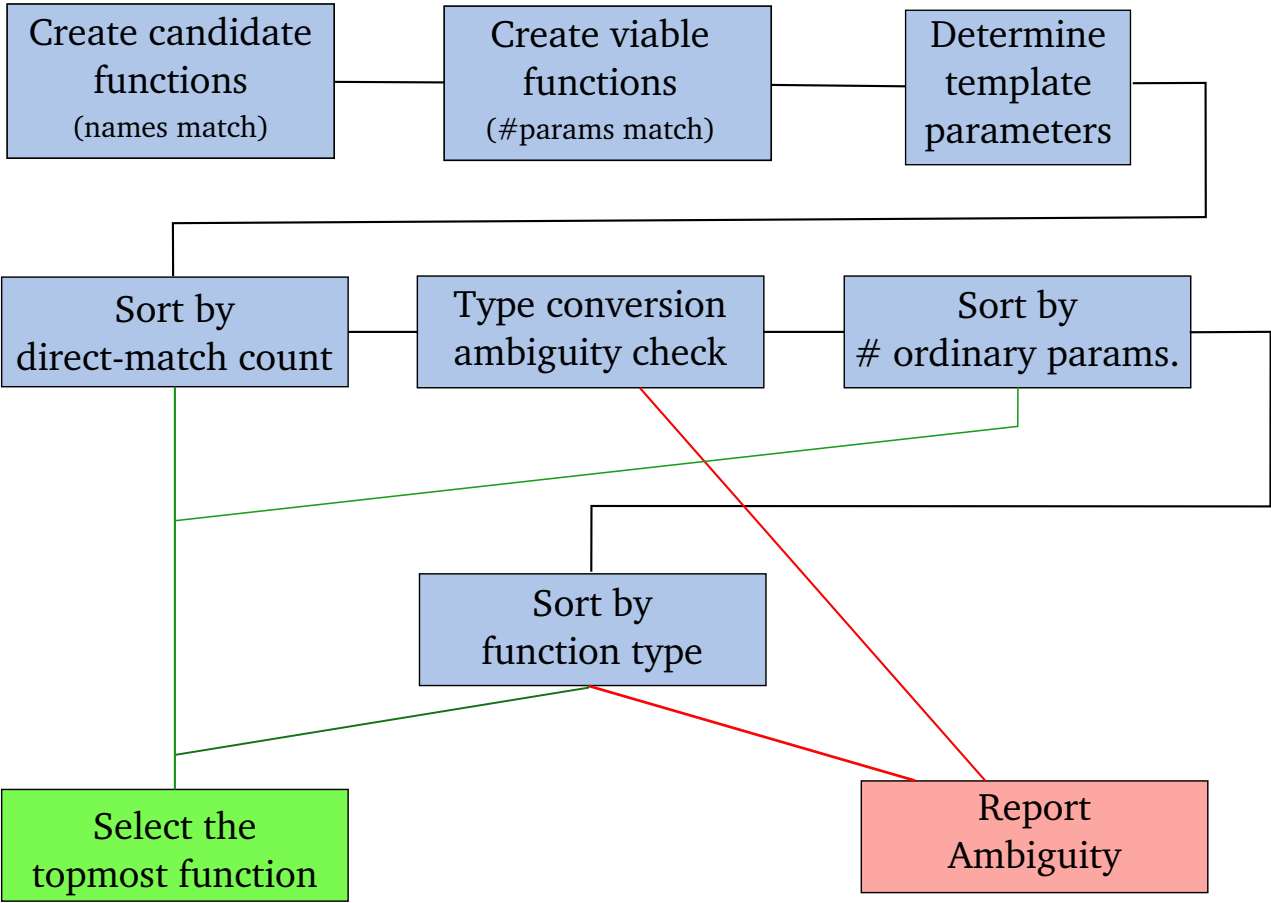 Create candidate
functions
(names match)
Create viable
functions
(#params match)
Determine
template
parameters
Sort by
direct-match count
Type conversion
ambiguity check
Sort by
# ordinary params.
Sort by
function type
Select the
topmost function
Report
Ambiguity